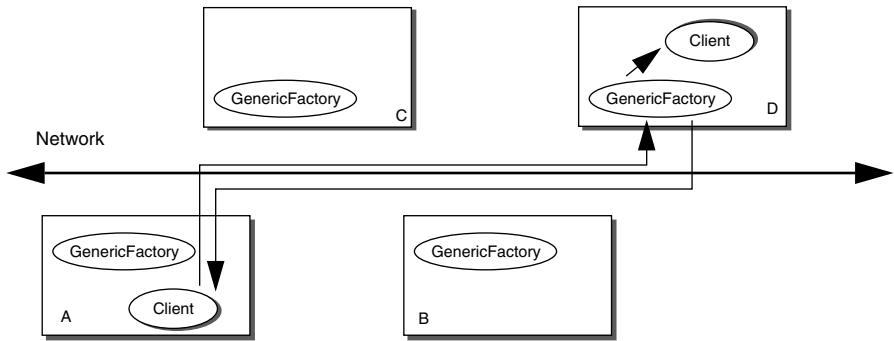 Client
GenericFactory
C
GenericFactory
D
Network
GenericFactory
Client
A
GenericFactory
B